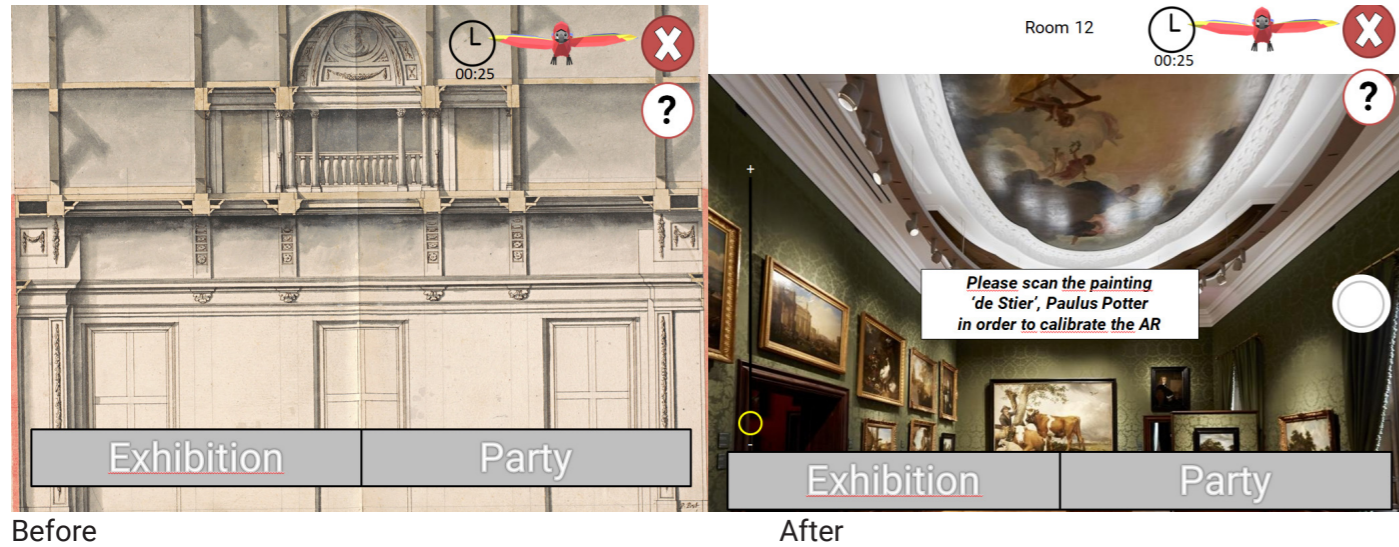 00:25
X
?
Exhibition
Party
Before
Room 12
00:25
X
?
+
Please scan the painting
‘de Stier’, Paulus Potter
in order to calibrate the AR
-
Exhibition
Party
After